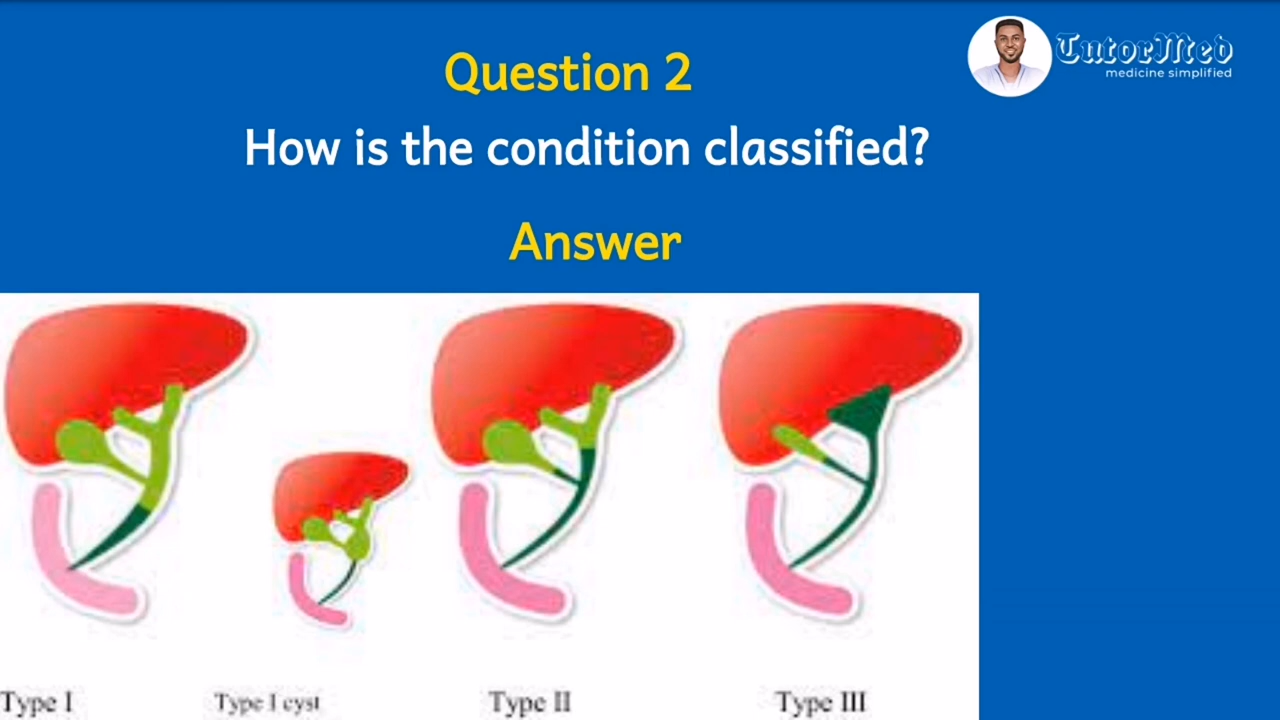 TutorMed
medicine simplified
Question 2
How is the condition classified?
Answer
Type I
Type I cyst
Type II
Type III